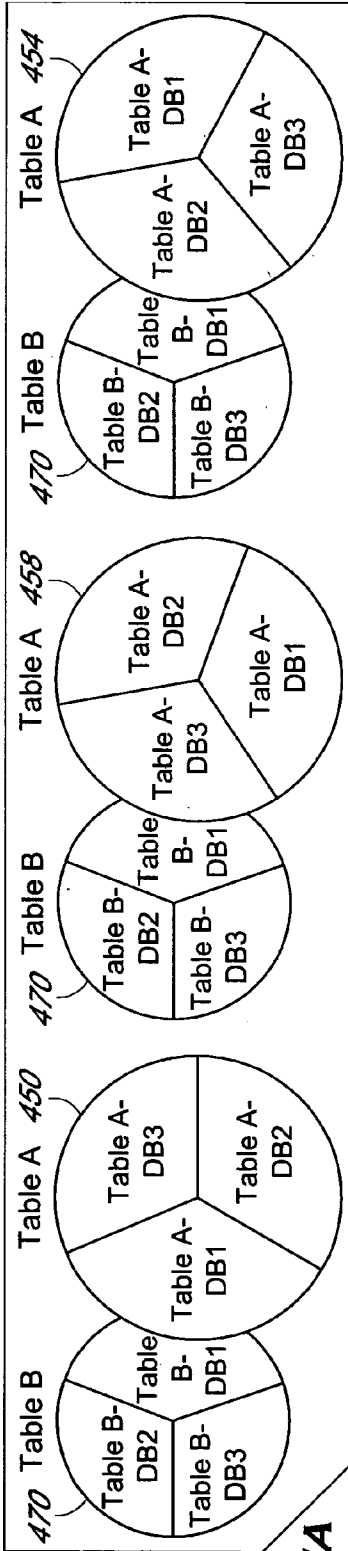 470
Table B
Table B-
DB2
Table
B-
DB1
Table B-
DB3
Table A
450
Table A-
DB3
Table A-
DB1
Table A-
DB2
470
Table B
Table B-
DB2
Table
B-
DB1
Table B-
DB3
Table A
458
Table A-
DB2
Table A-
DB3
Table A-
DB1
470
Table B
Table B-
DB2
Table
B-
DB1
Table B-
DB3
Table A
454
Table A-
DB1
Table A-
DB2
Table A-
DB3